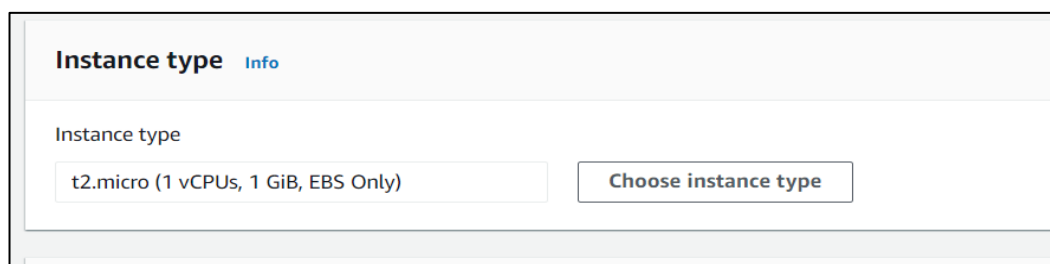 Instance type Info
Instance type
t2.micro (1 vCPUs, 1 GiB, EBS Only) Choose instance type